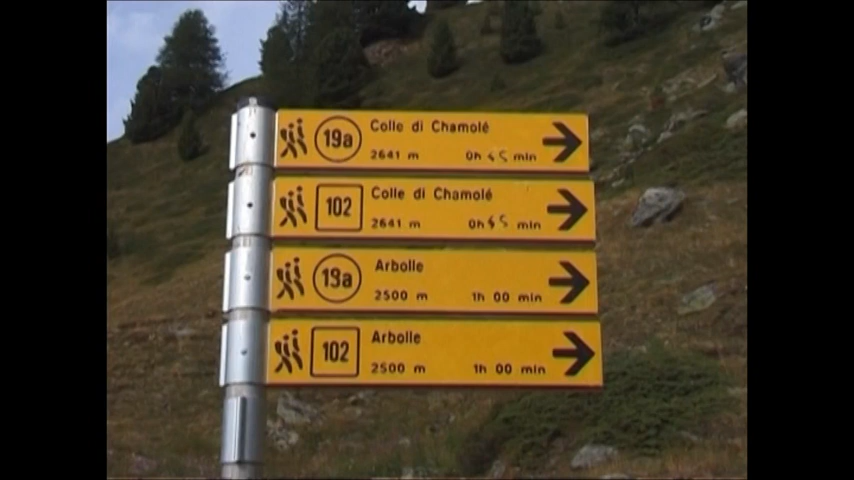 19a Colle di Chamolé
2641 m 0h 45 min
102 Colle di Chamolé
2641 m 0h 45 min
19a Arbolle
2500 m 1h 00 min
102 Arbolle
2500 m 1h 00 min